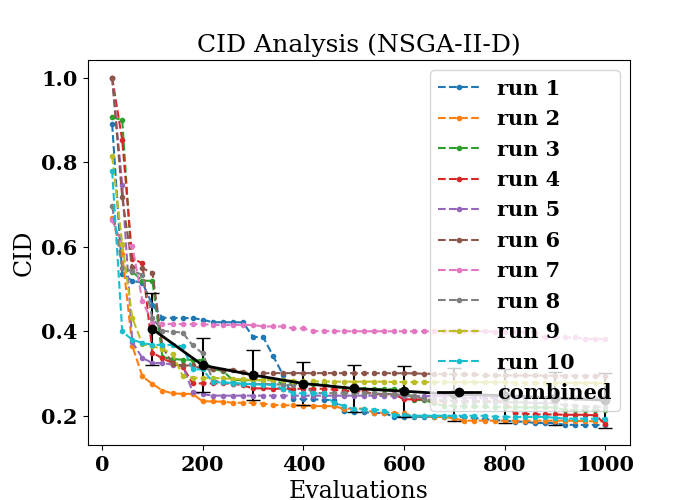 CID Analysis (NSGA-II-D)
CID
1.0
0.8
0.6
0.4
0.2
0
200
400
600
800
1000
Evaluations
run 1
run 2
run 3
run 4
run 5
run 6
run 7
run 8
run 9
run 10
combined